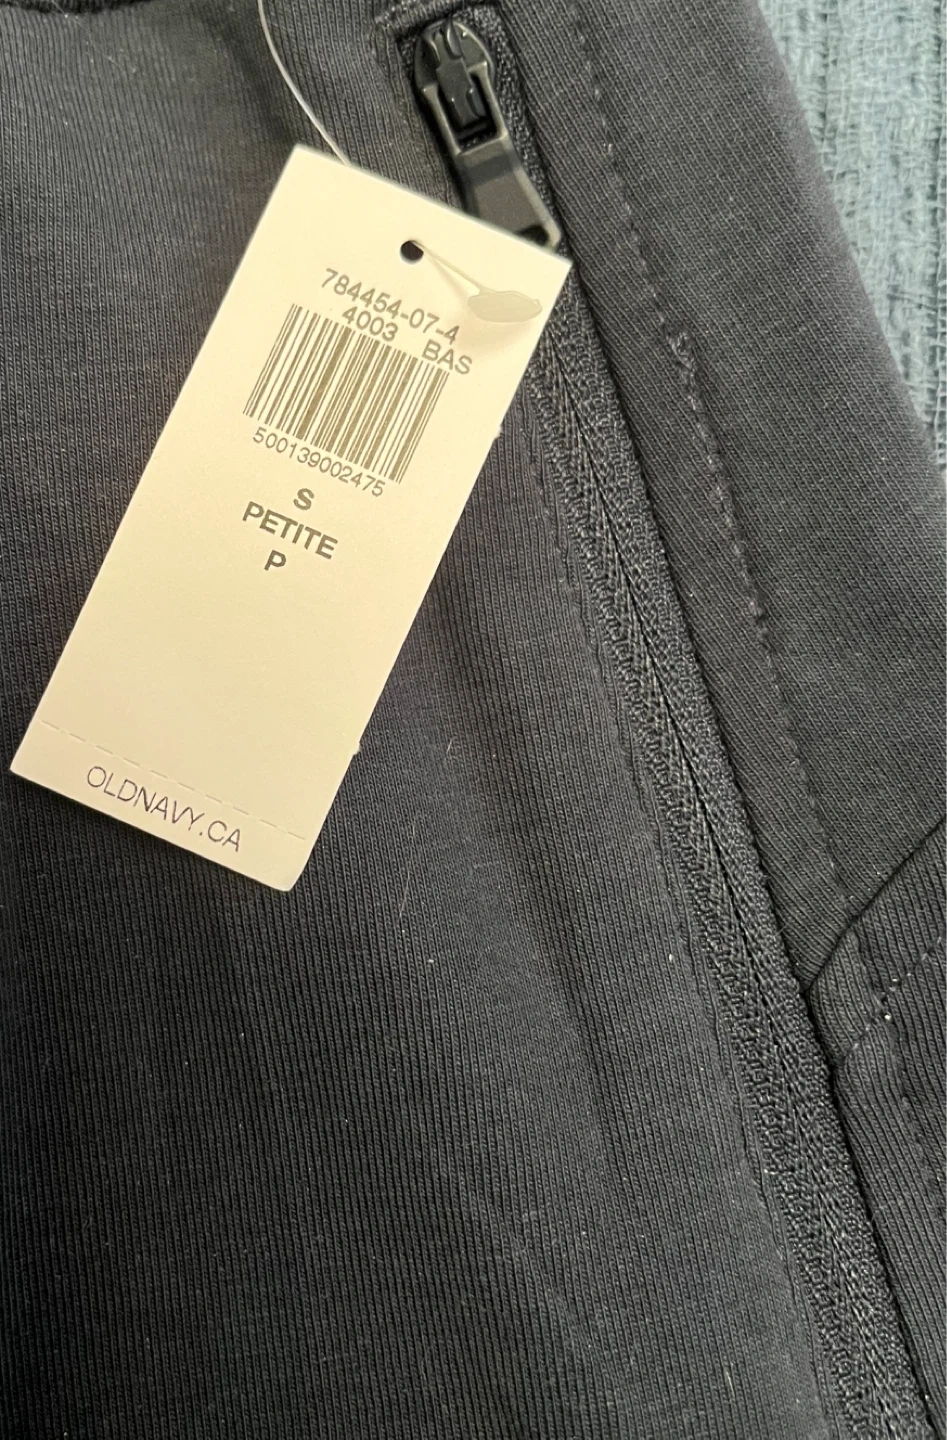 784454-07-4
4003 BAS
500139002475
S
PETITE
P
OLDNAVY.CA